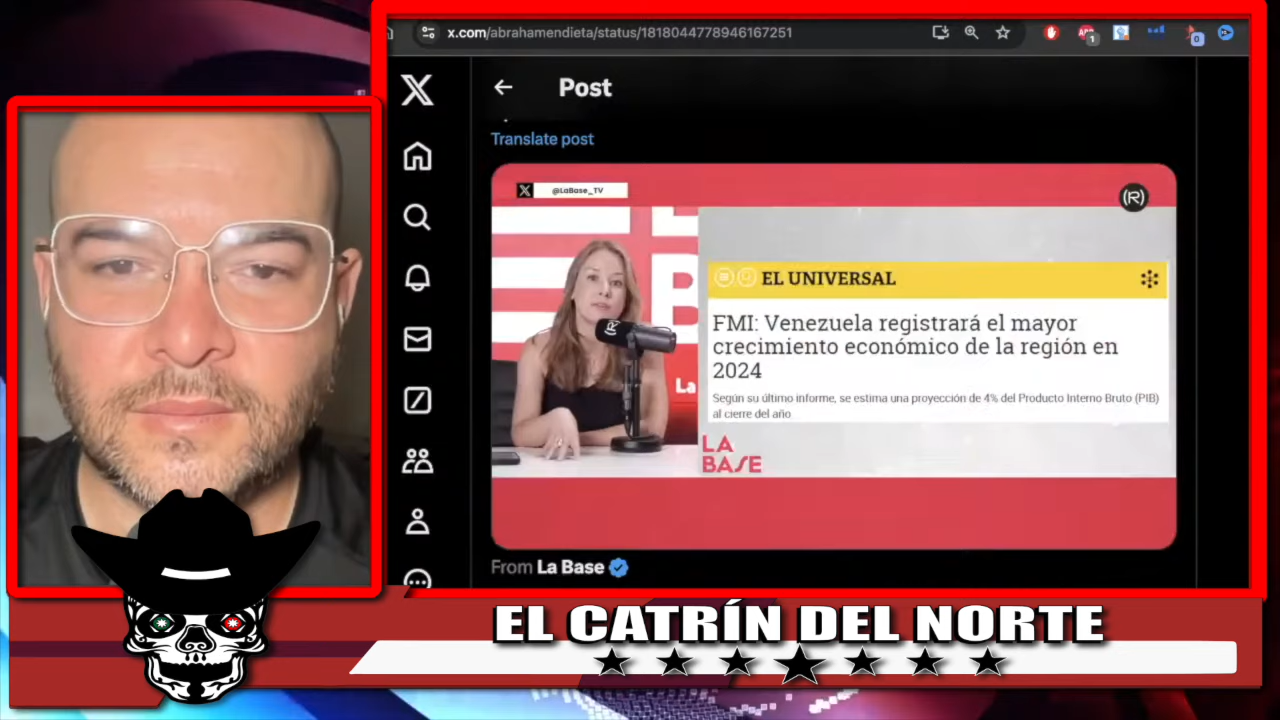 x.com/abrahamendieta/status/1818044778946167251
Post
Translate post
@LaBase_TV
(R)
EL UNIVERSAL
FMI: Venezuela registrará el mayor
crecimiento económico de la región en
2024
Según su último informe, se estima una proyección de 4% del Producto Interno Bruto (PIB)
al cierre del año
La
LA
BASE
From La Base
EL CATRÍN DEL NORTE